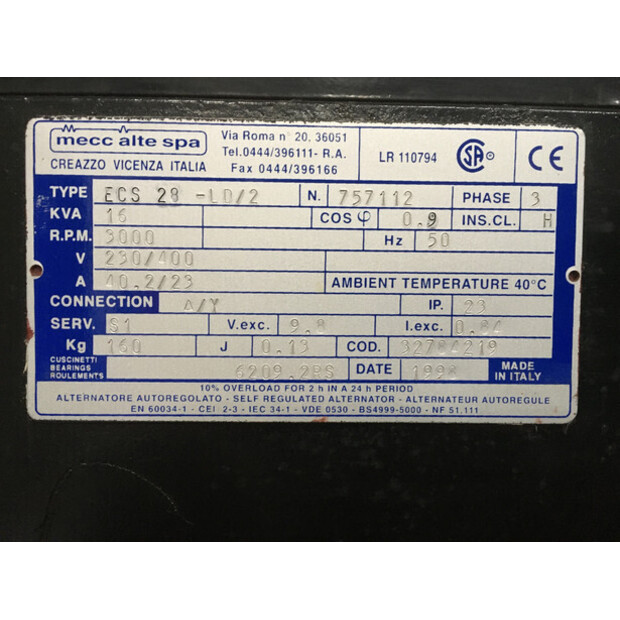 mecc alte spa
CREAZZO VICENZA ITALIA
Via Roma n° 20. 36051
Tel.0444/396111- R.A.
Fax 0444/396166
LR 110794
SA
CE
TYPE ECS 28 -LD/2 N. 757112 PHASE 3
KVA 16 COS φ 0.9 INS.CL. H
R.P.M. 3000 Hz 50
V 230/400
A 40.2/23 AMBIENT TEMPERATURE 40°C
CONNECTION Δ/Y IP. 23
SERV. S1 V.exc. 9.8 I.exc.
Kg 160 J 0.13 COD.
CUSCINETTI
BEARINGS
ROULEMENTS
6209.2RS DATE 1998 MADE
IN ITALY
10% OVERLOAD FOR 2 h IN A 24 h PERIOD
ALTERNATORE AUTOREGOLATO - SELF REGULATED ALTERNATOR - ALTERNATEUR AUTOREGULE
EN 60034-1 - CEI 2-3 - IEC 34-1 - VDE 0530 - BS4999-5000 - NF 51.111